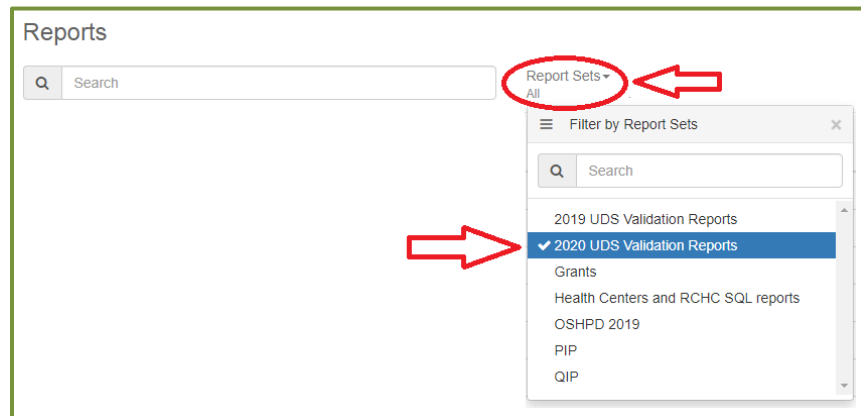 Reports
Search
Report Sets
All
Filter by Report Sets
Search
2019 UDS Validation Reports
2020 UDS Validation Reports
Grants
Health Centers and RCHC SQL reports
OSHPD 2019
PIP
QIP